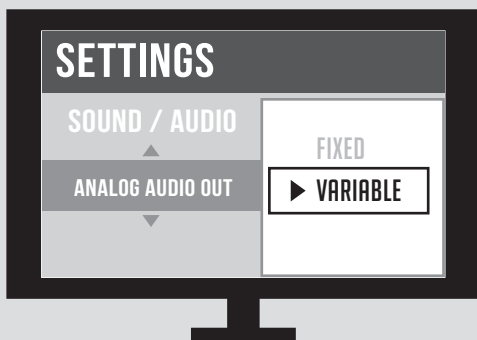 SETTINGS
SOUND / AUDIO
ANALOG AUDIO OUT
FIXED
VARIABLE